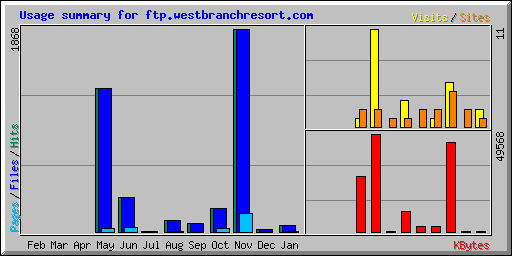 Usage summary for ftp.westbranchresort.com
Visits / Sites
1868
11
Pages / Files / Hits
49568
Feb Mar Apr May Jun Jul Aug Sep Oct Nov Dec Jan
KBytes